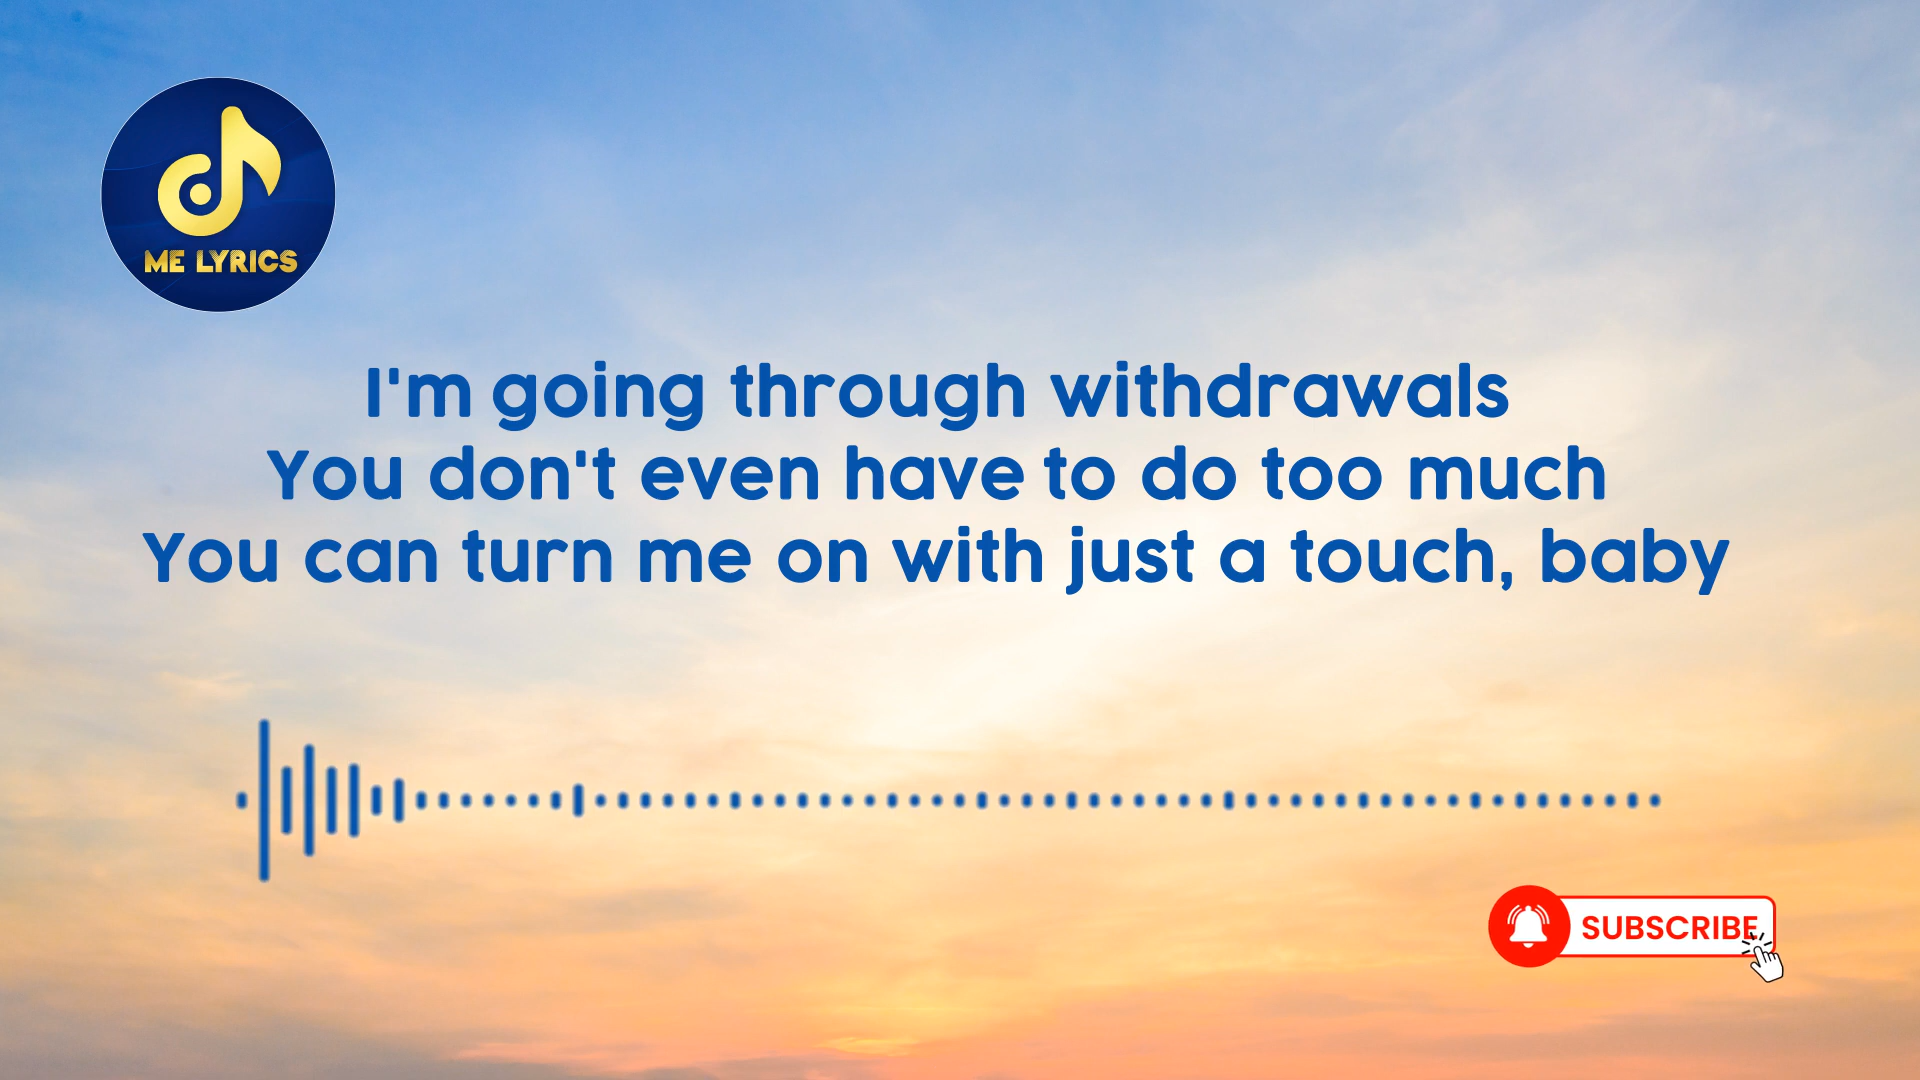 ME LYRICS
I'm going through withdrawals
You don't even have to do too much
You can turn me on with just a touch, baby
SUBSCRIBE